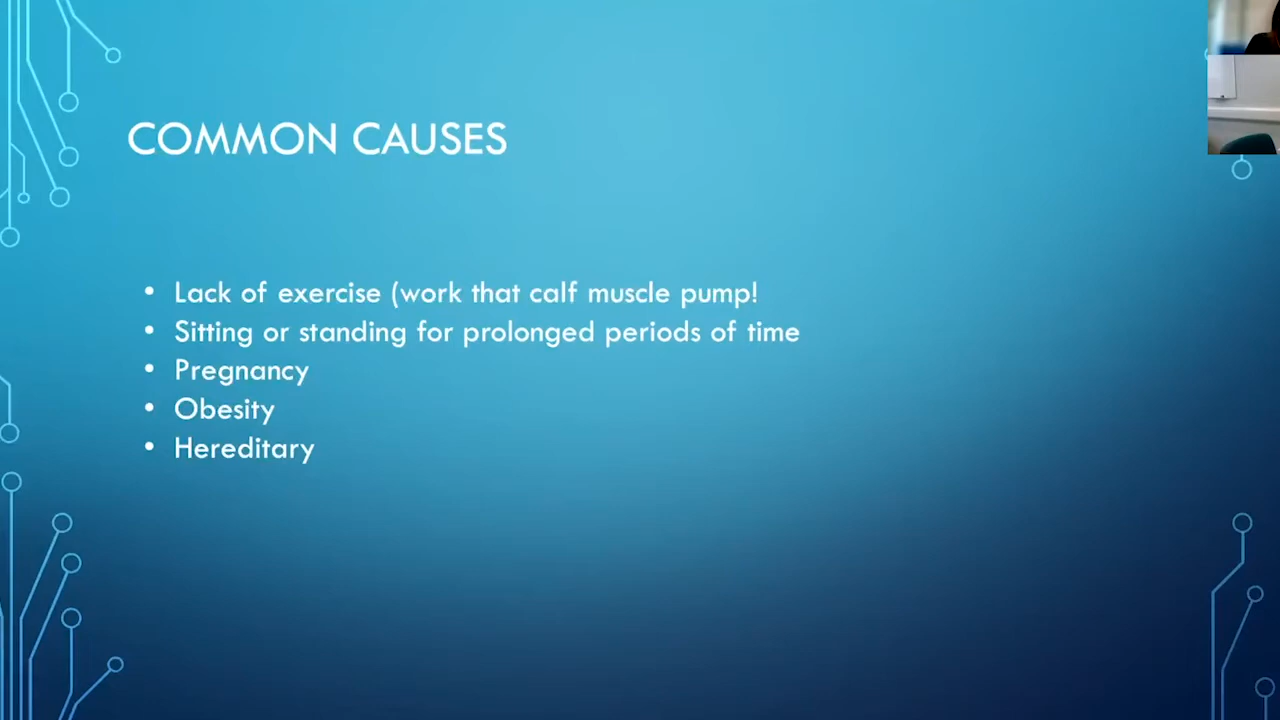 COMMON CAUSES
• Lack of exercise (work that calf muscle pump!
• Sitting or standing for prolonged periods of time
• Pregnancy
• Obesity
• Hereditary